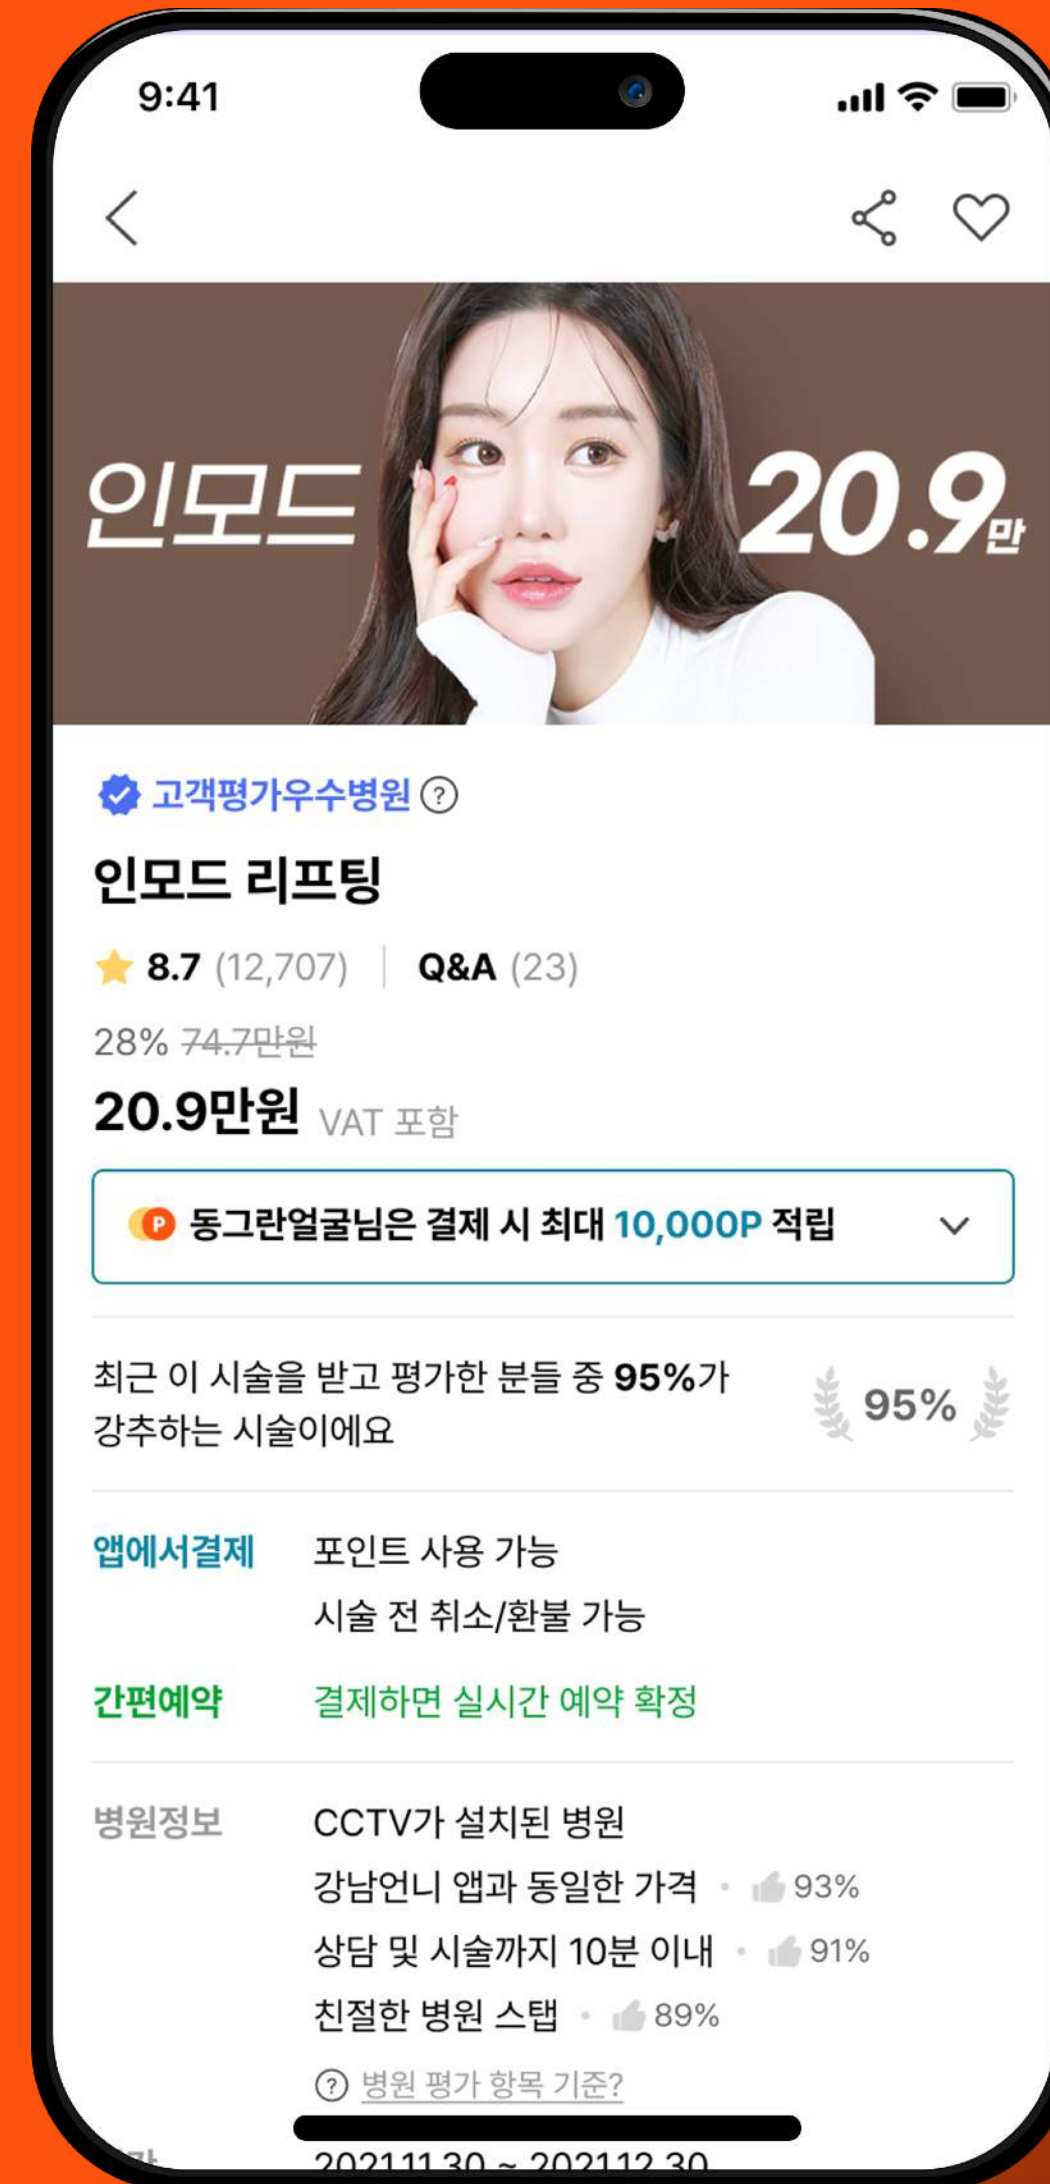 9:41
인모드
20.9만
고객평가우수병원 ?
인모드 리프팅
8.7 (12,707) Q&A (23)
28% 74.7만원
20.9만원 VAT 포함
P 동그란얼굴님은 결제 시 최대 10,000P 적립
최근 이 시술을 받고 평가한 분들 중 95%가
강추하는 시술이에요
95%
앱에서결제 포인트 사용 가능
시술 전 취소/환불 가능
간편예약 결제하면 실시간 예약 확정
병원정보 CCTV가 설치된 병원
강남언니 앱과 동일한 가격 • 93%
상담 및 시술까지 10분 이내 • 91%
친절한 병원 스탭 • 89%
? 병원 평가 항목 기준?
2021.11.30 ~ 2021.12.30